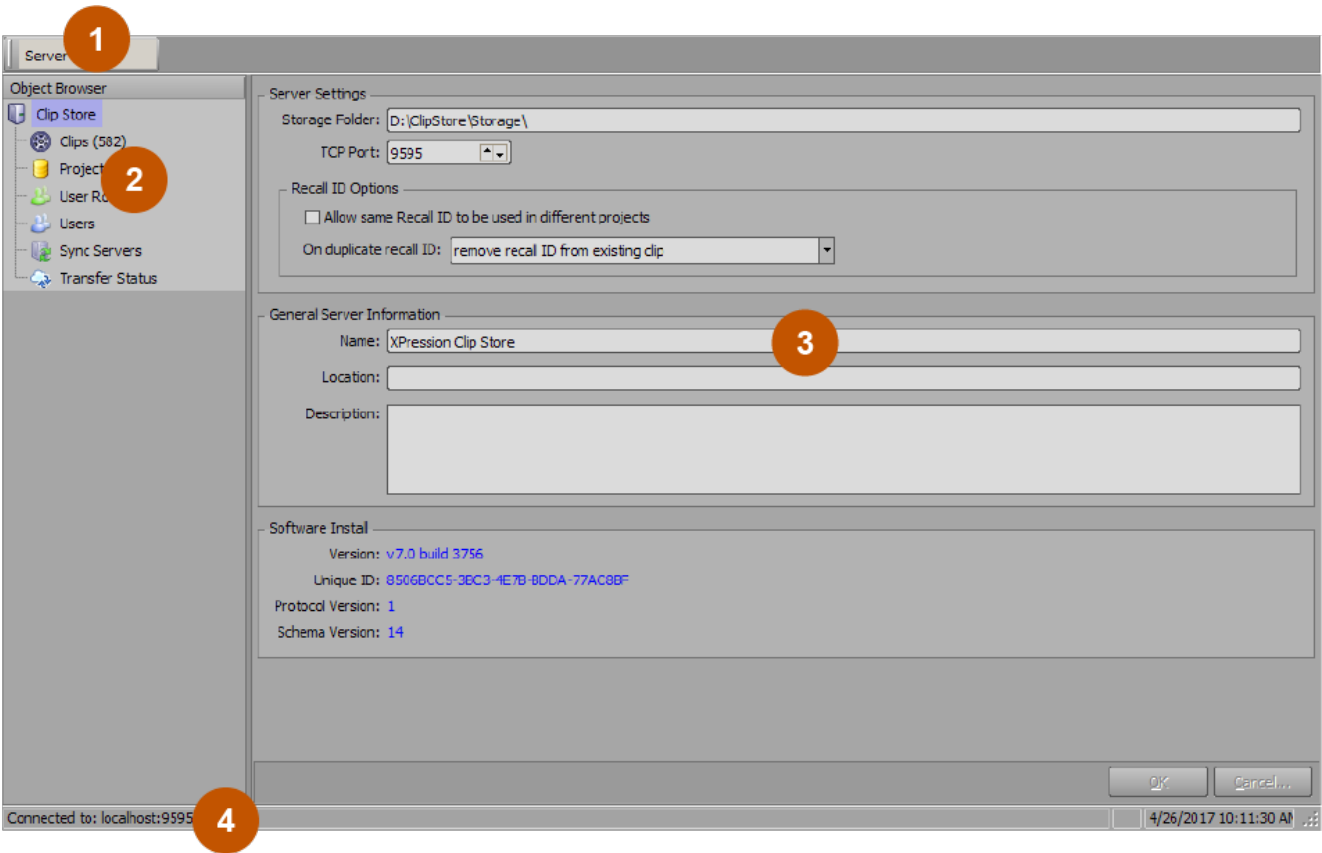 1
Server
Object Browser
Clip Store
Clips (582)
Project
2
User Ro
Users
Sync Servers
Transfer Status
Server Settings
Storage Folder: D:\ClipStore\Storage\
TCP Port: 9595
Recall ID Options
Allow same Recall ID to be used in different projects
On duplicate recall ID: remove recall ID from existing clip
General Server Information
Name: XPression Clip Store
3
Location:
Description:
Software Install
Version: v7.0 build 3756
Unique ID: 8506BCC5-3BC3-4E7B-BDDA-77AC8BF
Protocol Version: 1
Schema Version: 14
OK Cancel...
Connected to: localhost:9595
4
4/26/2017 10:11:30 AM